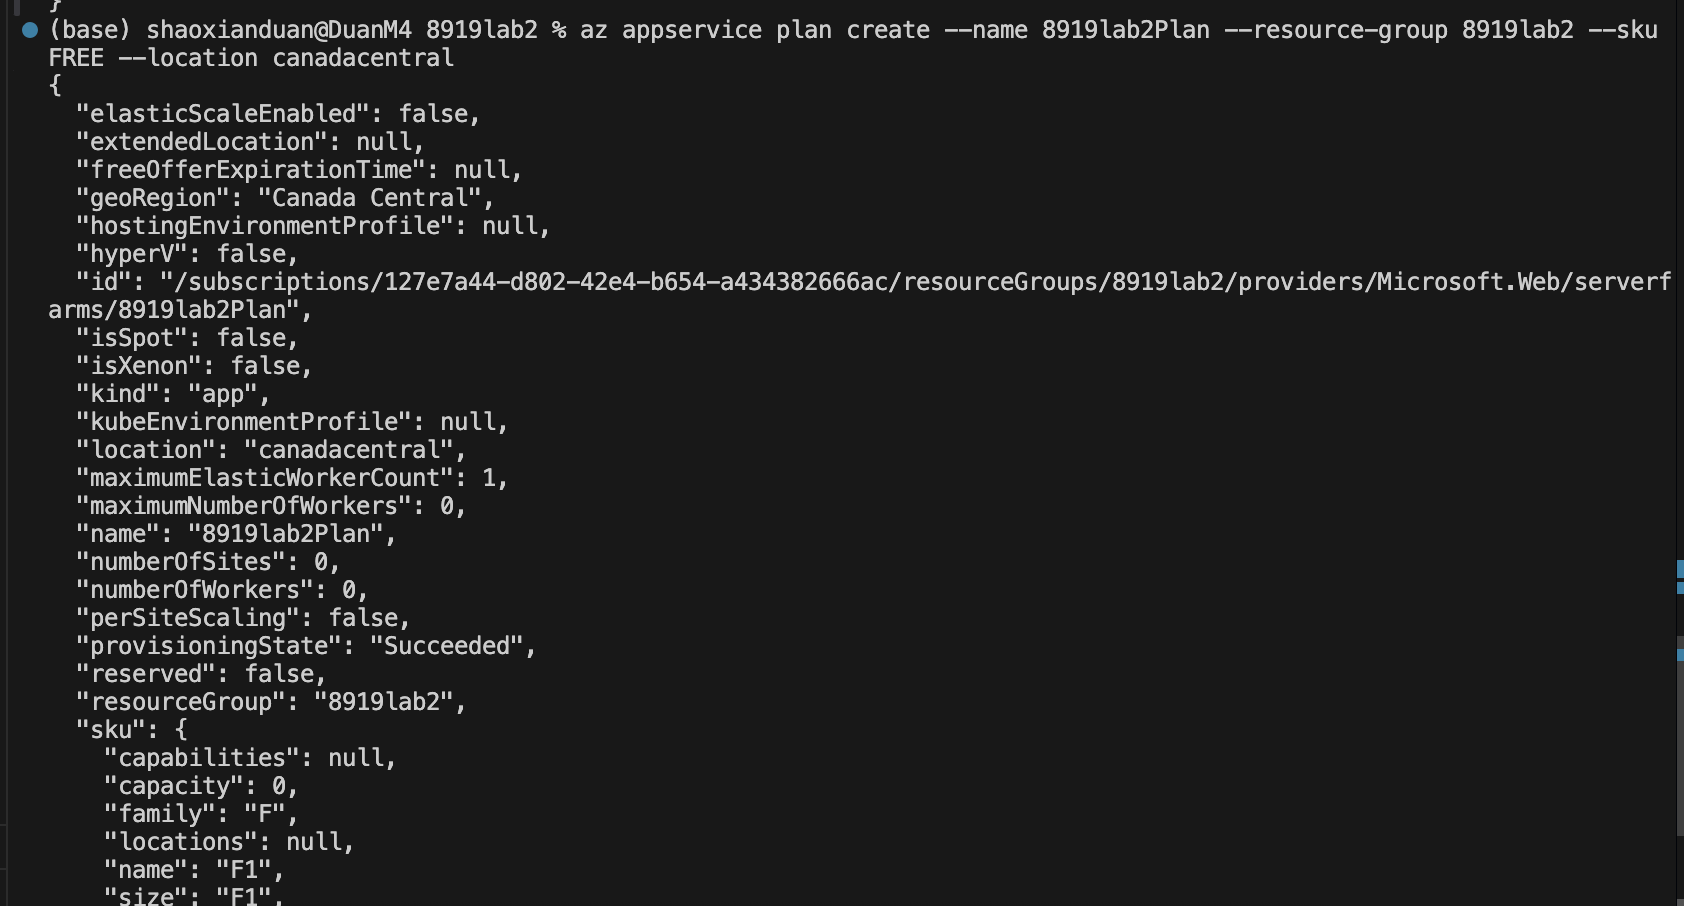 }
(base) shaoxianduan@DuanM4 8919lab2 % az appservice plan create --name 8919lab2Plan --resource-group 8919lab2 --sku
FREE --location canadacentral
{
  "elasticScaleEnabled": false,
  "extendedLocation": null,
  "freeOfferExpirationTime": null,
  "geoRegion": "Canada Central",
  "hostingEnvironmentProfile": null,
  "hyperV": false,
  "id": "/subscriptions/127e7a44-d802-42e4-b654-a434382666ac/resourceGroups/8919lab2/providers/Microsoft.Web/serverf
arms/8919lab2Plan",
  "isSpot": false,
  "isXenon": false,
  "kind": "app",
  "kubeEnvironmentProfile": null,
  "location": "canadacentral",
  "maximumElasticWorkerCount": 1,
  "maximumNumberOfWorkers": 0,
  "name": "8919lab2Plan",
  "numberOfSites": 0,
  "numberOfWorkers": 0,
  "perSiteScaling": false,
  "provisioningState": "Succeeded",
  "reserved": false,
  "resourceGroup": "8919lab2",
  "sku": {
    "capabilities": null,
    "capacity": 0,
    "family": "F",
    "locations": null,
    "name": "F1",
    "size": "F1",